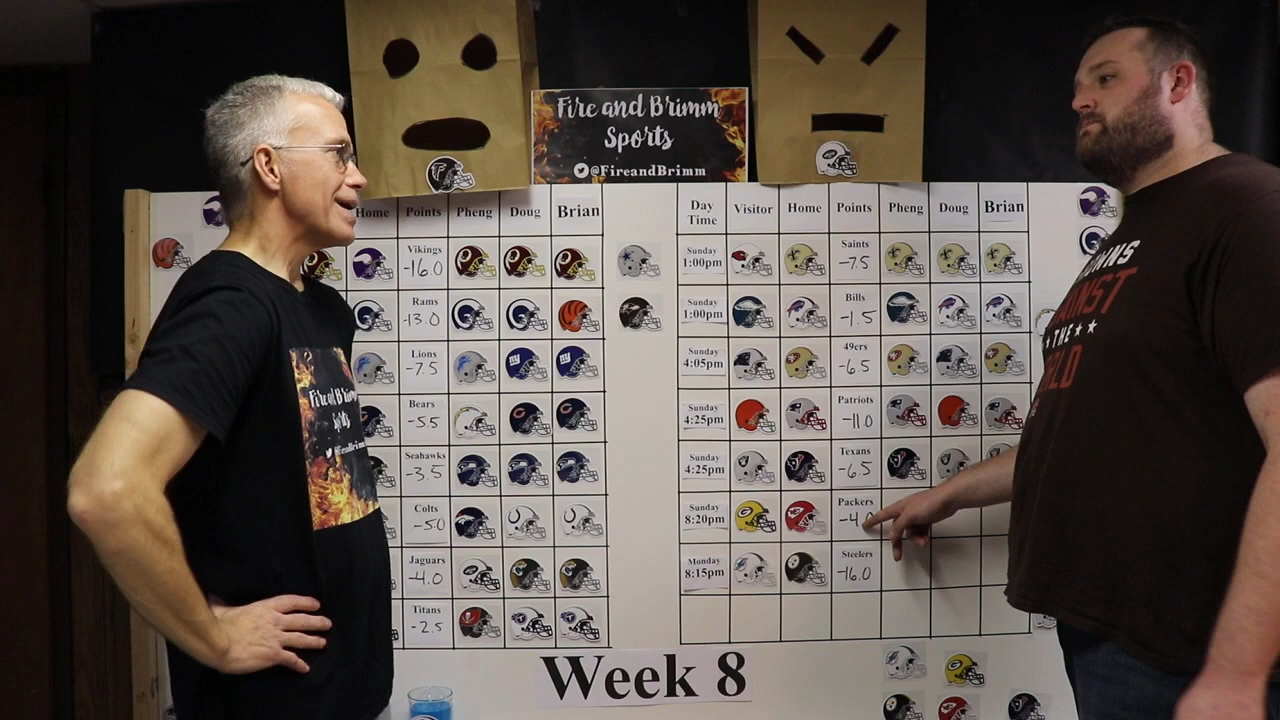 Fire and Brimm
Sports
@FireandBrimm
Home Points Pheng Doug Brian
Vikings
-16.0
Rams
-13.0
Lions
-7.5
Bears
-5.5
Seahawks
-3.5
Colts
-5.0
Jaguars
-4.0
Titans
-2.5
Day
Time
Visitor Home Points Pheng Doug Brian
Sunday
1:00pm
Saints
-7.5
Sunday
1:00pm
Bills
-1.5
Sunday
4:05pm
49ers
-6.5
Sunday
4:25pm
Patriots
-11.0
Sunday
4:25pm
Texans
-6.5
Sunday
8:20pm
Packers
Monday
8:15pm
Steelers
-16.0
Week 8
Sports
THE